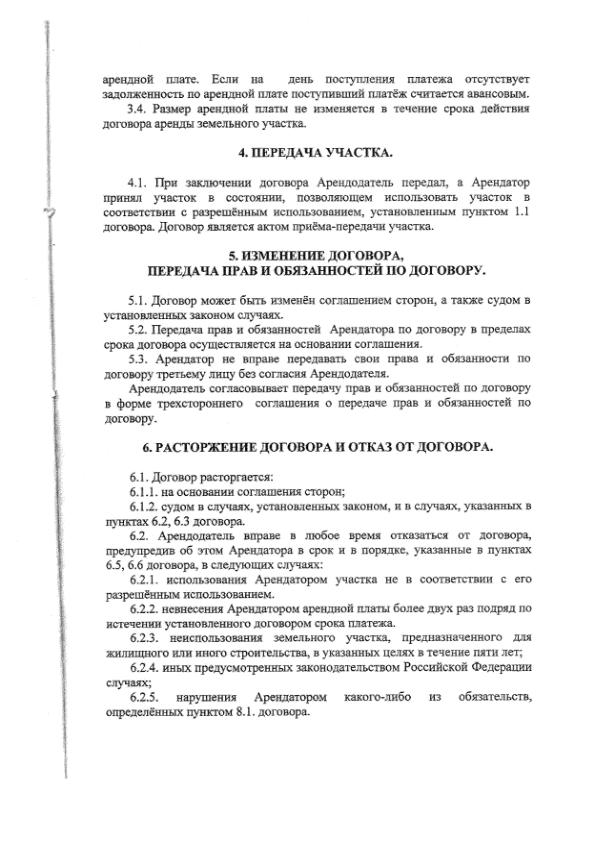 арендной плате. Если на день поступления платежа отсутствует
задолженность по арендной плате поступивший платёж считается авансовым.
3.4. Размер арендной платы не изменяется в течение срока действия
договора аренды земельного участка.
4. ПЕРЕДАЧА УЧАСТКА.
4.1. При заключении договора Арендодатель передал, а Арендатор
принял участок в состоянии, позволяющем использовать участок в
соответствии с разрешённым использованием, установленным пунктом 1.1
договора. Договор является актом приёма-передачи участка.
5. ИЗМЕНЕНИЕ ДОГОВОРА,
ПЕРЕДАЧА ПРАВ И ОБЯЗАННОСТЕЙ ПО ДОГОВОРУ.
5.1. Договор может быть изменён соглашением сторон, а также судом в
установленных законом случаях.
5.2. Передача прав и обязанностей Арендатора по договору в пределах
срока договора осуществляется на основании соглашения.
5.3. Арендатор не вправе передавать свои права и обязанности по
договору третьему лицу без согласия Арендодателя.
Арендодатель согласовывает передачу прав и обязанностей по договору
в форме трехстороннего соглашения о передаче прав и обязанностей по
договору.
6. РАСТОРЖЕНИЕ ДОГОВОРА И ОТКАЗ ОТ ДОГОВОРА.
6.1. Договор расторгается:
6.1.1. на основании соглашения сторон;
6.1.2. судом в случаях, установленных законом, и в случаях, указанных в
пунктах 6.2, 6.3 договора.
6.2. Арендодатель вправе в любое время отказаться от договора,
предупредив об этом Арендатора в срок и в порядке, указанные в пунктах
6.5, 6.6 договора, в следующих случаях:
6.2.1. использования Арендатором участка не в соответствии с его
разрешённым использованием.
6.2.2. невнесения Арендатором арендной платы более двух раз подряд по
истечении установленного договором срока платежа.
6.2.3. неиспользования земельного участка, предназначенного для
жилищного или иного строительства, в указанных целях в течение пяти лет;
6.2.4. иных предусмотренных законодательством Российской Федерации
случаях;
6.2.5. нарушения Арендатором какого-либо из обязательств,
определённых пунктом 8.1. договора.